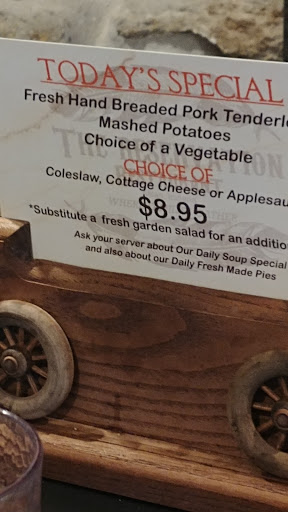 TODAY'S SPECIAL
Fresh Hand Breaded Pork Tenderl
Mashed Potatoes
Choice of a Vegetable
CHOICE OF
Coleslaw, Cottage Cheese or Applesau
$8.95
*Substitute a fresh garden salad for an additio
Ask your server about Our Daily Soup Special
and also about our Daily Fresh Made Pies